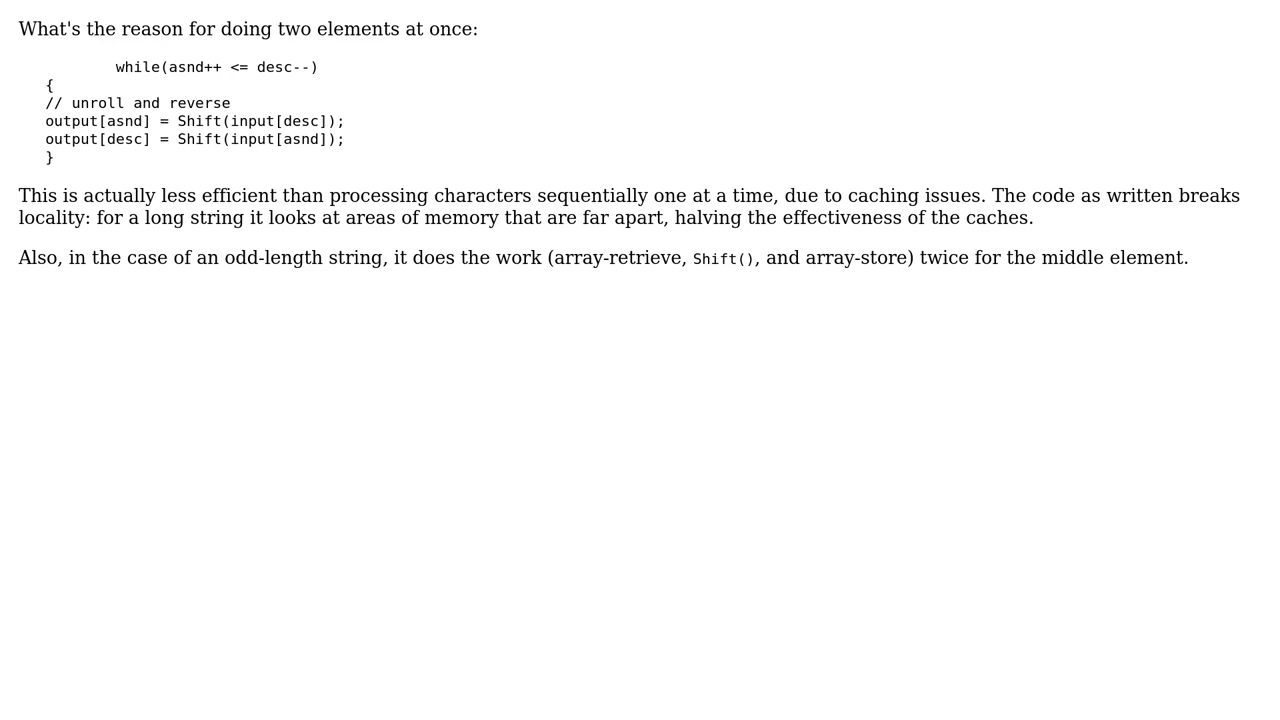 What's the reason for doing two elements at once:
while(asnd++ <= desc--)
{
// unroll and reverse
output[asnd] = Shift(input[desc]);
output[desc] = Shift(input[asnd]);
}
This is actually less efficient than processing characters sequentially one at a time, due to caching issues. The code as written breaks
locality: for a long string it looks at areas of memory that are far apart, halving the effectiveness of the caches.
Also, in the case of an odd-length string, it does the work (array-retrieve, Shift(), and array-store) twice for the middle element.